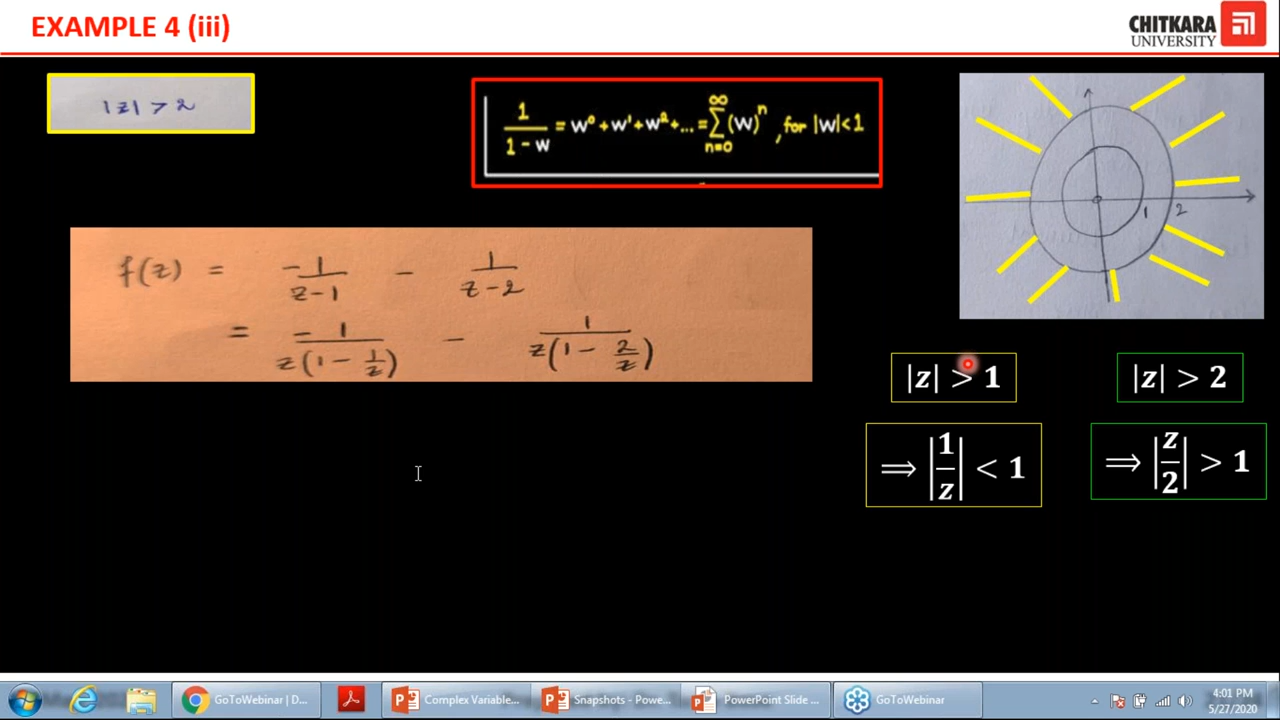 EXAMPLE 4 (iii)
CHITKARA
UNIVERSITY
|z| > 2
1/(1 - w) = w⁰ + w¹ + w² + ... = ∑_{n=0}^{∞} (w)ⁿ, for |w| < 1
1 2
f(z) = -1/(z-1) - 1/(z-2)
= -1/(z(1 - 1/z)) - 1/(z(1 - 2/z))
|z| > 1
|z| > 2
⟹ |1/z| < 1
⟹ |z/2| > 1
GoToWebinar | D...
Complex Variable...
Snapshots - Powe...
PowerPoint Slide ...
GoToWebinar
4:01 PM
5/27/2020